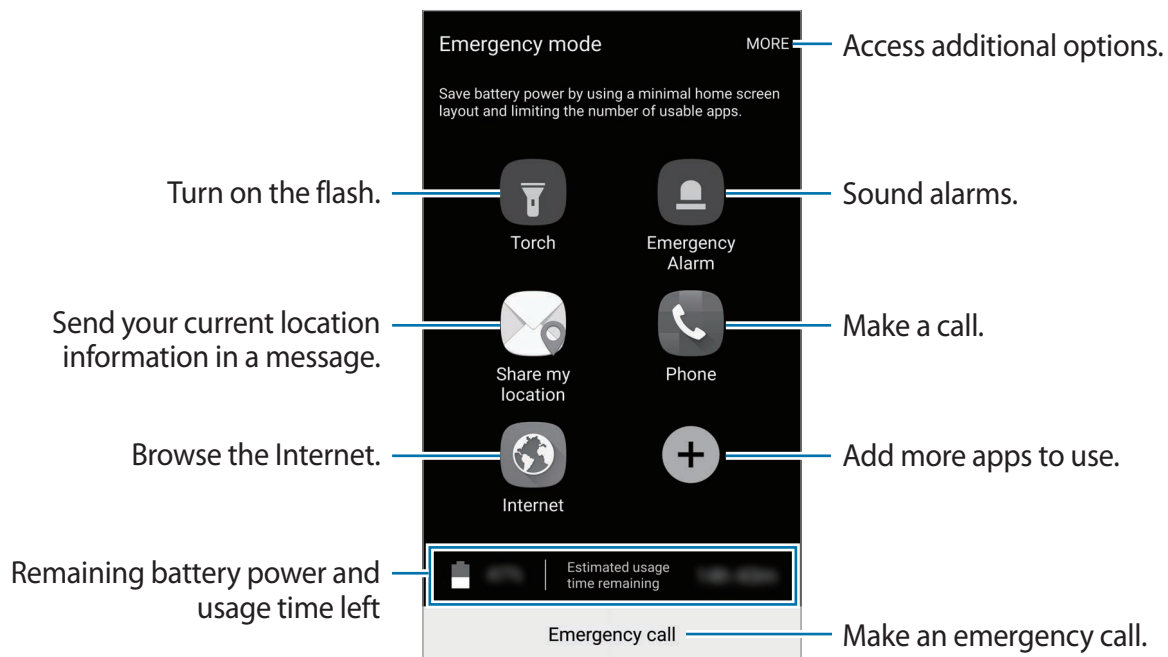 Emergency mode
MORE
Access additional options.
Save battery power by using a minimal home screen
layout and limiting the number of usable apps.
Turn on the flash.
Torch
Emergency
Alarm
Sound alarms.
Send your current location
information in a message.
Share my
location
Phone
Make a call.
Browse the Internet.
Internet
Add more apps to use.
Remaining battery power and
usage time left
Estimated usage
time remaining
Emergency call
Make an emergency call.